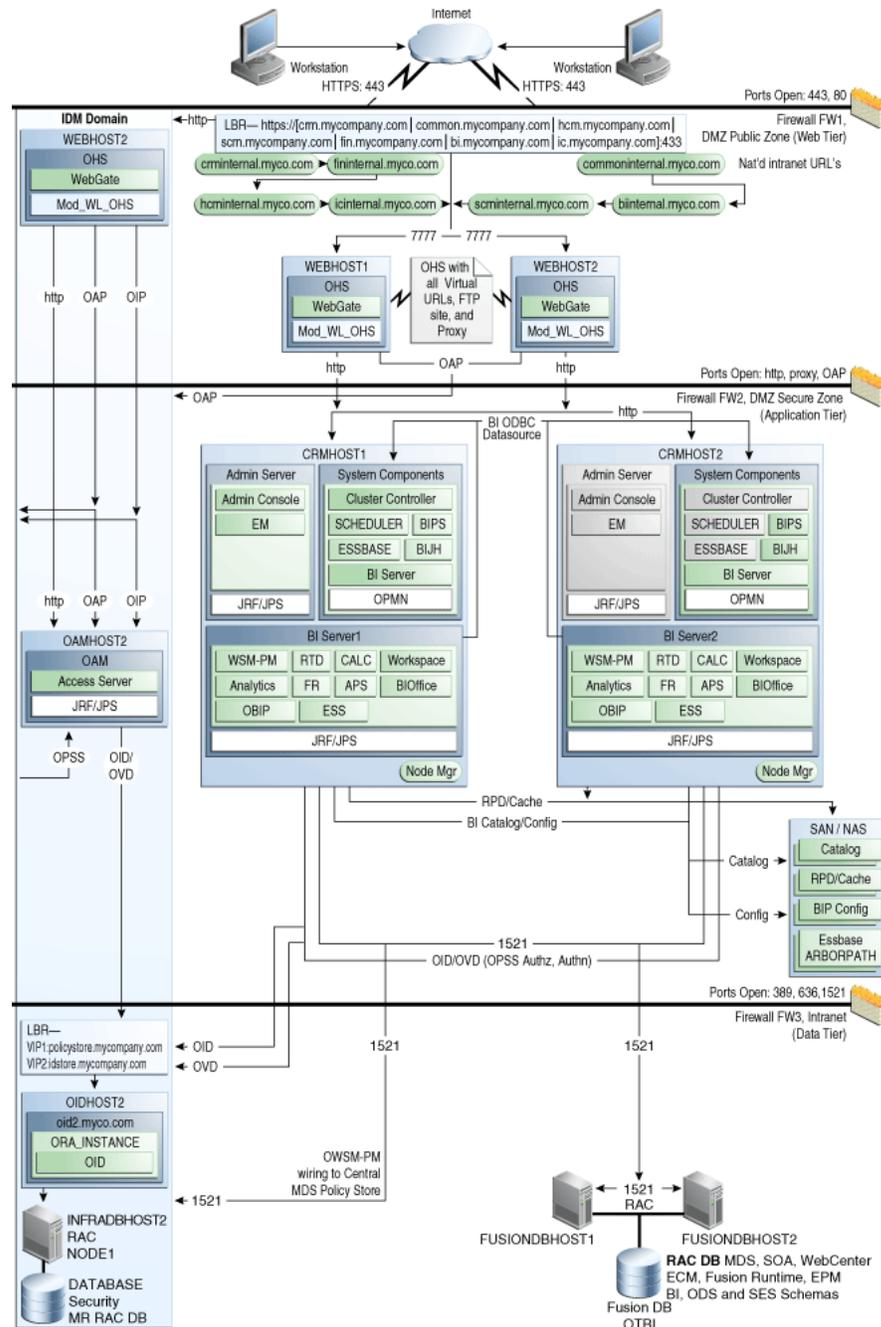 Internet
Workstation
Workstation
HTTPS: 443
HTTPS: 443
Ports Open: 443, 80
Firewall FW1,
DMZ Public Zone (Web Tier)
IDM Domain
WEBHOST2
OHS
WebGate
Mod_WL_OHS
http
LBR— https://[crm.mycompany.com | common.mycompany.com | hcm.mycompany.com |
scm.mycompany.com | fin.mycompany.com | bi.mycompany.com | ic.mycompany.com]:433
crminternal.myco.com
fininternal.myco.com
commoninternal.myco.com
Nat'd intranet URL's
hcminternal.myco.com
icinternal.myco.com
scminternal.myco.com
biinternal.myco.com
7777
7777
WEBHOST1
OHS
WebGate
Mod_WL_OHS
OHS with
all Virtual
URLs, FTP
site, and
Proxy
WEBHOST2
OHS
WebGate
Mod_WL_OHS
http
OAP
OIP
http
OAP
http
Ports Open: http, proxy, OAP
OAP
Firewall FW2, DMZ Secure Zone
(Application Tier)
http
BI ODBC
Datasource
CRMHOST1
Admin Server
Admin Console
EM
JRF/JPS
System Components
Cluster Controller
SCHEDULER
BIPS
ESSBASE
BIJH
BI Server
OPMN
BI Server1
WSM-PM
RTD
CALC
Workspace
Analytics
FR
APS
BIOffice
OBIP
ESS
JRF/JPS
Node Mgr
CRMHOST2
Admin Server
Admin Console
EM
JRF/JPS
System Components
Cluster Controller
SCHEDULER
BIPS
ESSBASE
BIJH
BI Server
OPMN
BI Server2
WSM-PM
RTD
CALC
Workspace
Analytics
FR
APS
BIOffice
OBIP
ESS
JRF/JPS
Node Mgr
http
OAP
OIP
OAMHOST2
OAM
Access Server
JRF/JPS
OPSS
OID/
OVD
RPD/Cache
BI Catalog/Config
SAN / NAS
Catalog
RPD/Cache
BIP Config
Essbase
ARBORPATH
Catalog
Config
1521
OID/OVD (OPSS Authz, Authn)
Ports Open: 389, 636,1521
Firewall FW3, Intranet
(Data Tier)
LBR—
VIP1:policystore.mycompany.com
VIP2:idstore.mycompany.com
OID
OVD
1521
1521
OIDHOST2
oid2.myco.com
ORA_INSTANCE
OID
OWSM-PM
wiring to Central
MDS Policy Store
1521
INFRADBHOST2
RAC
NODE1
DATABASE
Security
MR RAC DB
1521
RAC
FUSIONDBHOST1
FUSIONDBHOST2
RAC DB MDS, SOA, WebCenter
ECM, Fusion Runtime, EPM
BI, ODS and SES Schemas
Fusion DB
OTBI